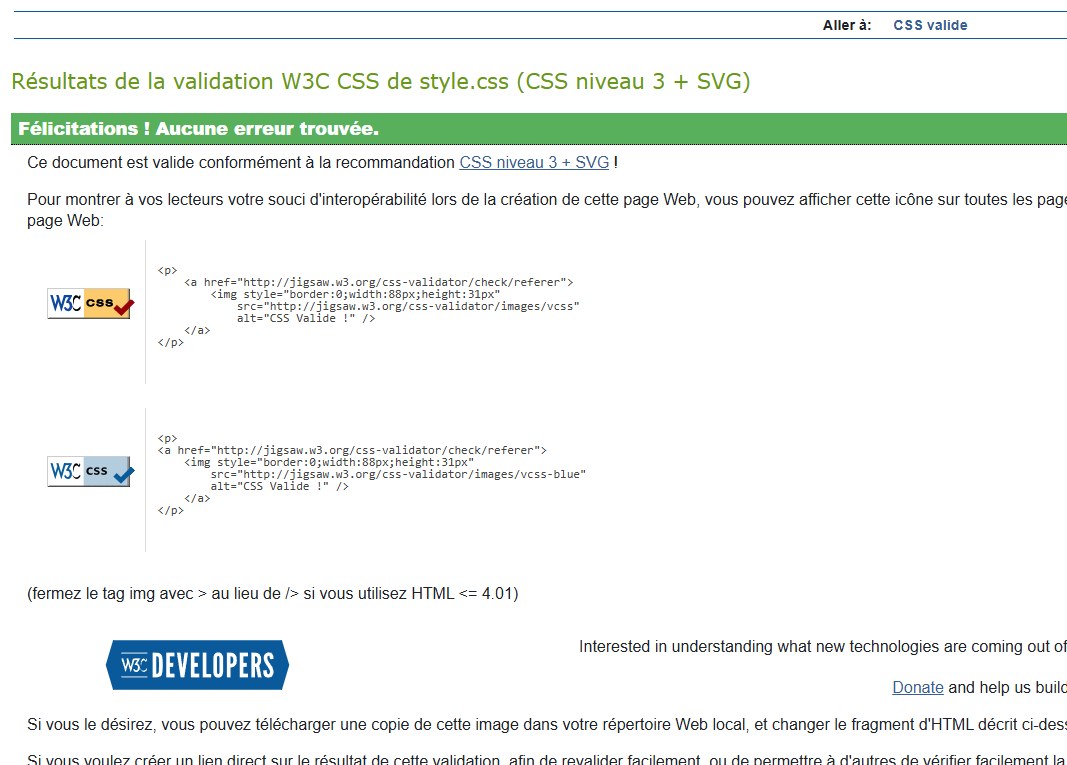 Aller à: CSS valide
Résultats de la validation W3C CSS de style.css (CSS niveau 3 + SVG)
Félicitations ! Aucune erreur trouvée.
Ce document est valide conformément à la recommandation CSS niveau 3 + SVG !
Pour montrer à vos lecteurs votre souci d'interopérabilité lors de la création de cette page Web, vous pouvez afficher cette icône sur toutes les page
page Web:
W3C css
<p>
<a href="http://jigsaw.w3.org/css-validator/check/referer">
<img style="border:0;width:88px;height:31px"
src="http://jigsaw.w3.org/css-validator/images/vcss"
alt="CSS Valide !" />
</a>
</p>
W3C css
<p>
<a href="http://jigsaw.w3.org/css-validator/check/referer">
<img style="border:0;width:88px;height:31px"
src="http://jigsaw.w3.org/css-validator/images/vcss-blue"
alt="CSS Valide !" />
</a>
</p>
(fermez le tag img avec > au lieu de /> si vous utilisez HTML <= 4.01)
W3C DEVELOPERS
Interested in understanding what new technologies are coming out of
Donate and help us build
Si vous le désirez, vous pouvez télécharger une copie de cette image dans votre répertoire Web local, et changer le fragment d'HTML décrit ci-dess
Si vous voulez créer un lien direct sur le résultat de cette validation, afin de revalider facilement, ou de permettre à d'autres de vérifier facilement la